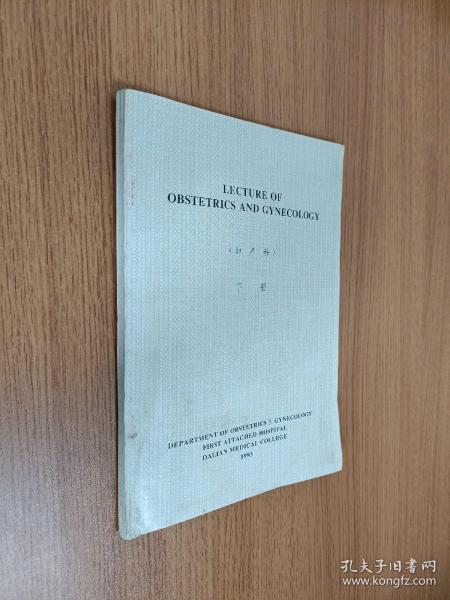 LECTURE OF
OBSTETRICS AND GYNECOLOGY
(妇产科)
下册
DEPARTMENT OF OBSTETRICS & GYNECOLOGY
FIRST ATTACHED HOSPITAL
DALIAN MEDICAL COLLEGE
1993
孔夫子旧书网
www.kongfz.com